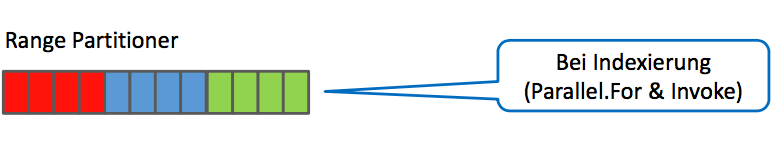 Range Partitioner
Bei Indexierung
(Parallel.For & Invoke)